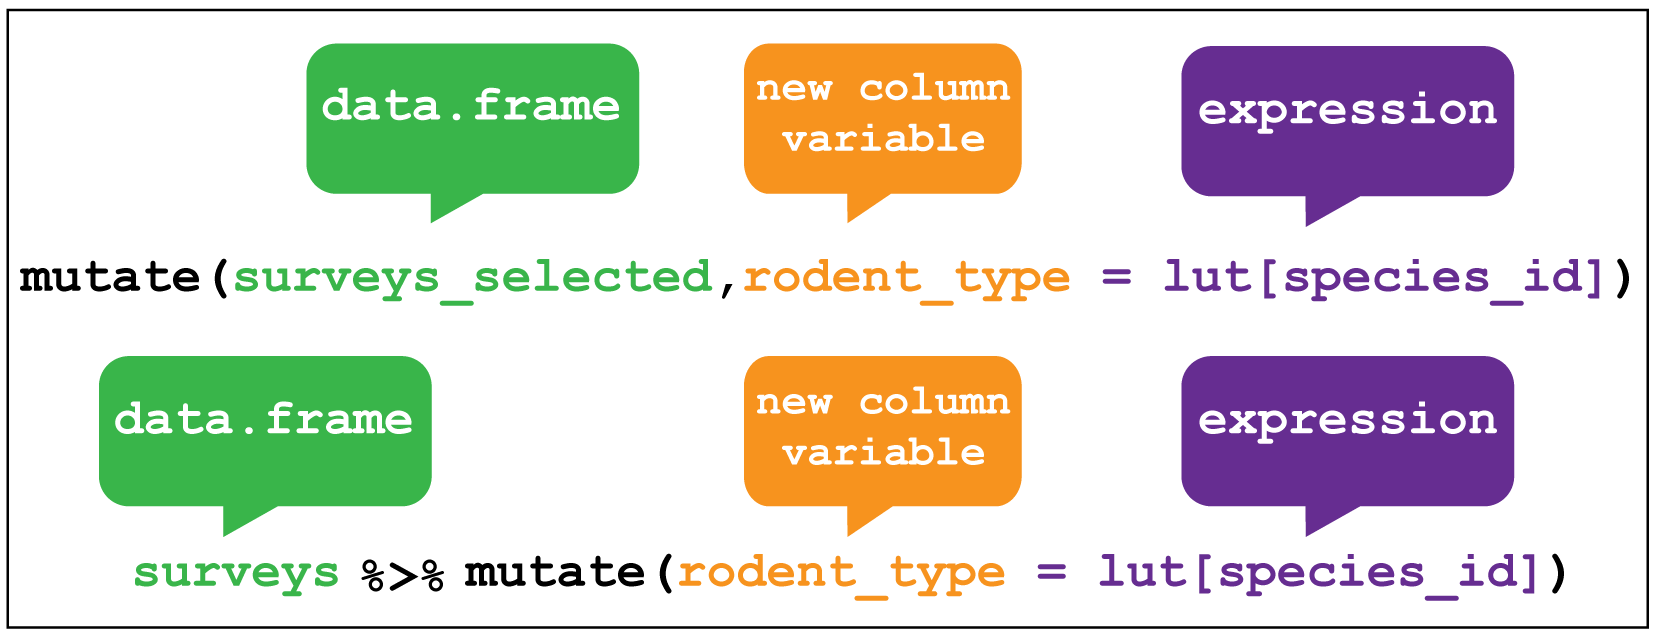 data.frame
new column
variable
expression
mutate(surveys_selected,rodent_type = lut[species_id])
data.frame
new column
variable
expression
surveys %>% mutate(rodent_type = lut[species_id])